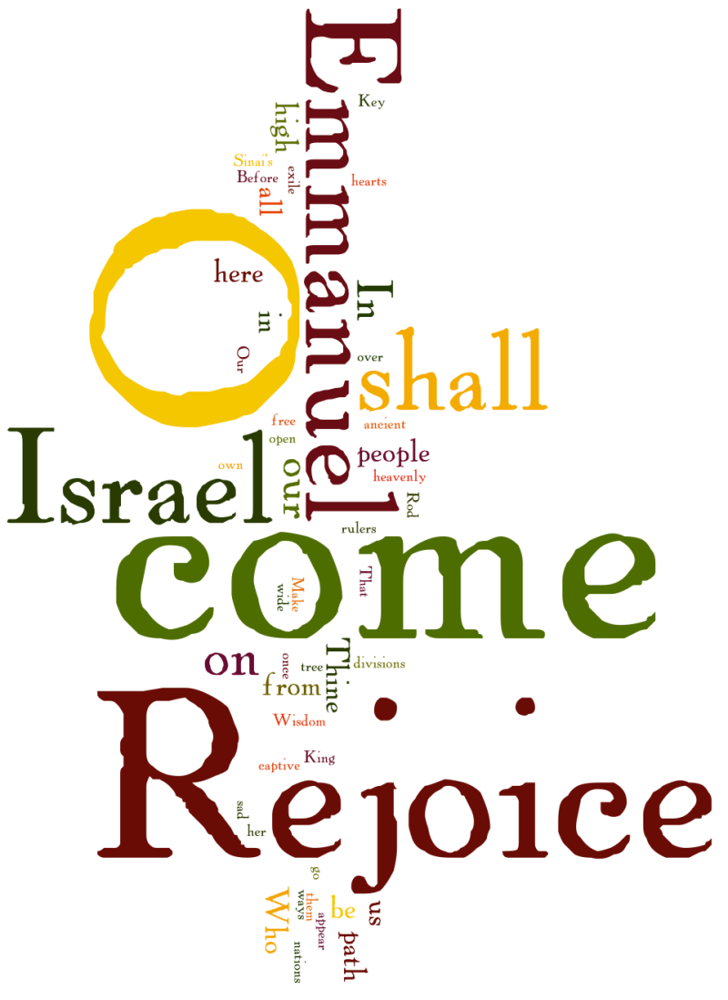 Emmanuel
Key
high
Sinai's
Before
exile
hearts
all
O
here
In
in
Our
over
shall
free
ancient
Israel
open
people
own
our
heavenly
Rod
rulers
come
That
Make
wide
on
once
tree
Thine
divisions
from
Wisdom
King
captive
Rejoice
sad
her
go
Who
ways
them
appear
be
us
path
nations